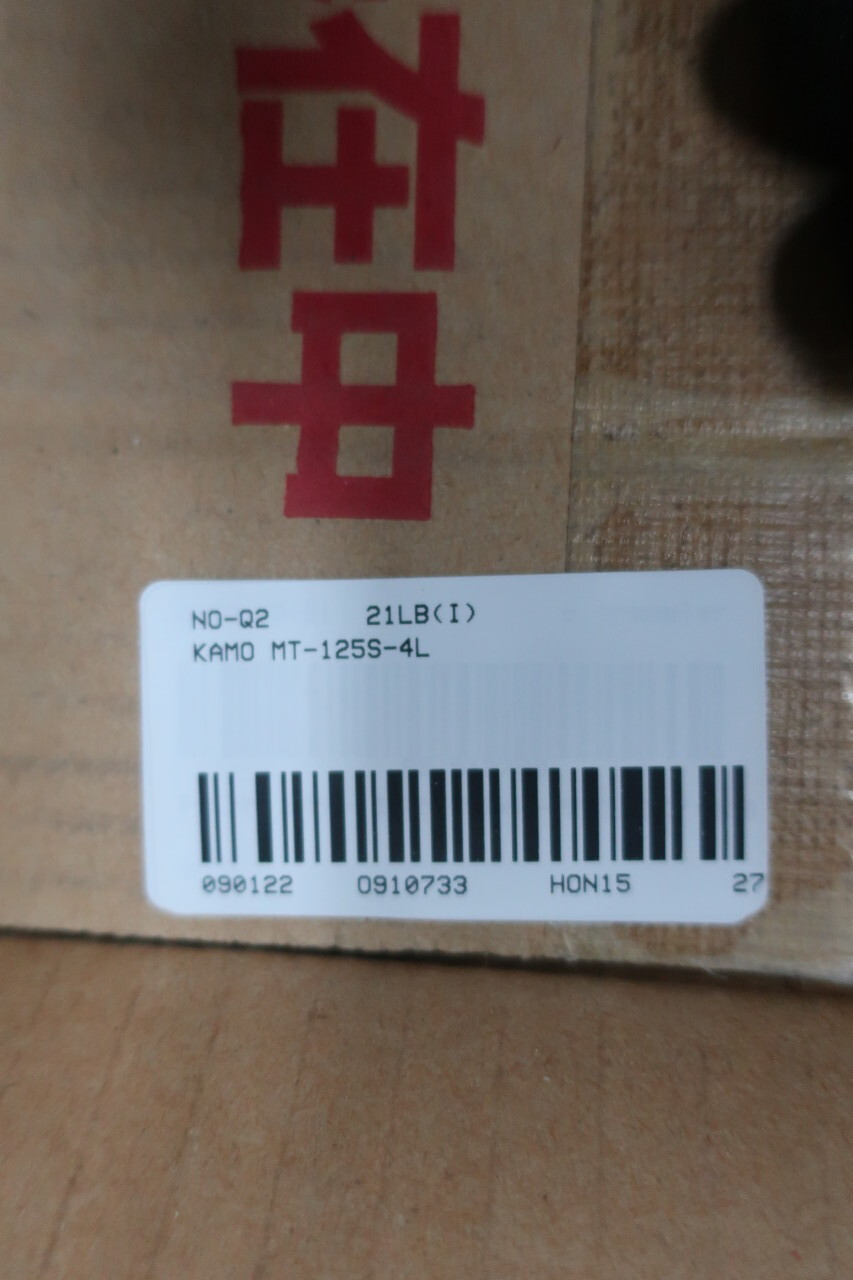 在中
NO-Q2 21LB(I)
KAMO MT-125S-4L
090122 0910733 HON15 27